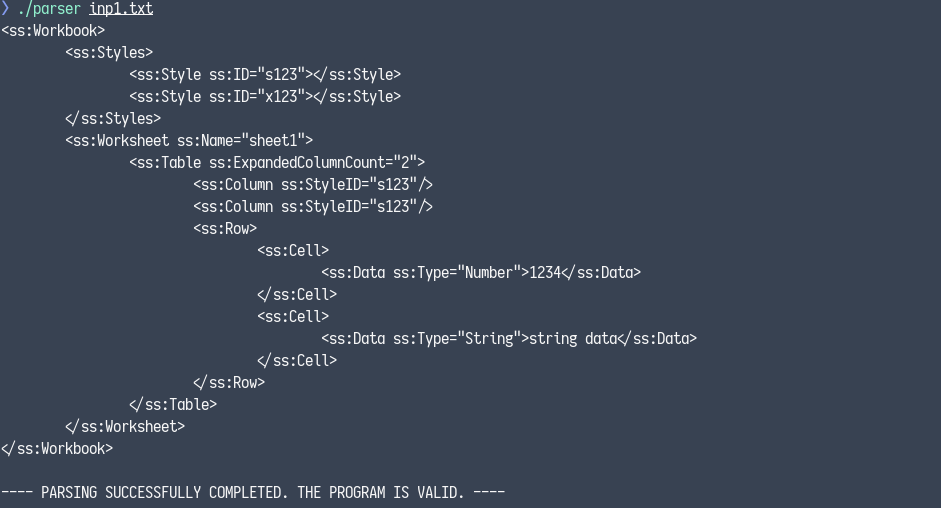 ❯ ./parser inp1.txt
<ss:Workbook>
        <ss:Styles>
                <ss:Style ss:ID="s123"></ss:Style>
                <ss:Style ss:ID="x123"></ss:Style>
        </ss:Styles>
        <ss:Worksheet ss:Name="sheet1">
                <ss:Table ss:ExpandedColumnCount="2">
                        <ss:Column ss:StyleID="s123"/>
                        <ss:Column ss:StyleID="s123"/>
                        <ss:Row>
                                <ss:Cell>
                                        <ss:Data ss:Type="Number">1234</ss:Data>
                                </ss:Cell>
                                <ss:Cell>
                                        <ss:Data ss:Type="String">string data</ss:Data>
                                </ss:Cell>
                        </ss:Row>
                </ss:Table>
        </ss:Worksheet>
</ss:Workbook>

---- PARSING SUCCESSFULLY COMPLETED. THE PROGRAM IS VALID. ----